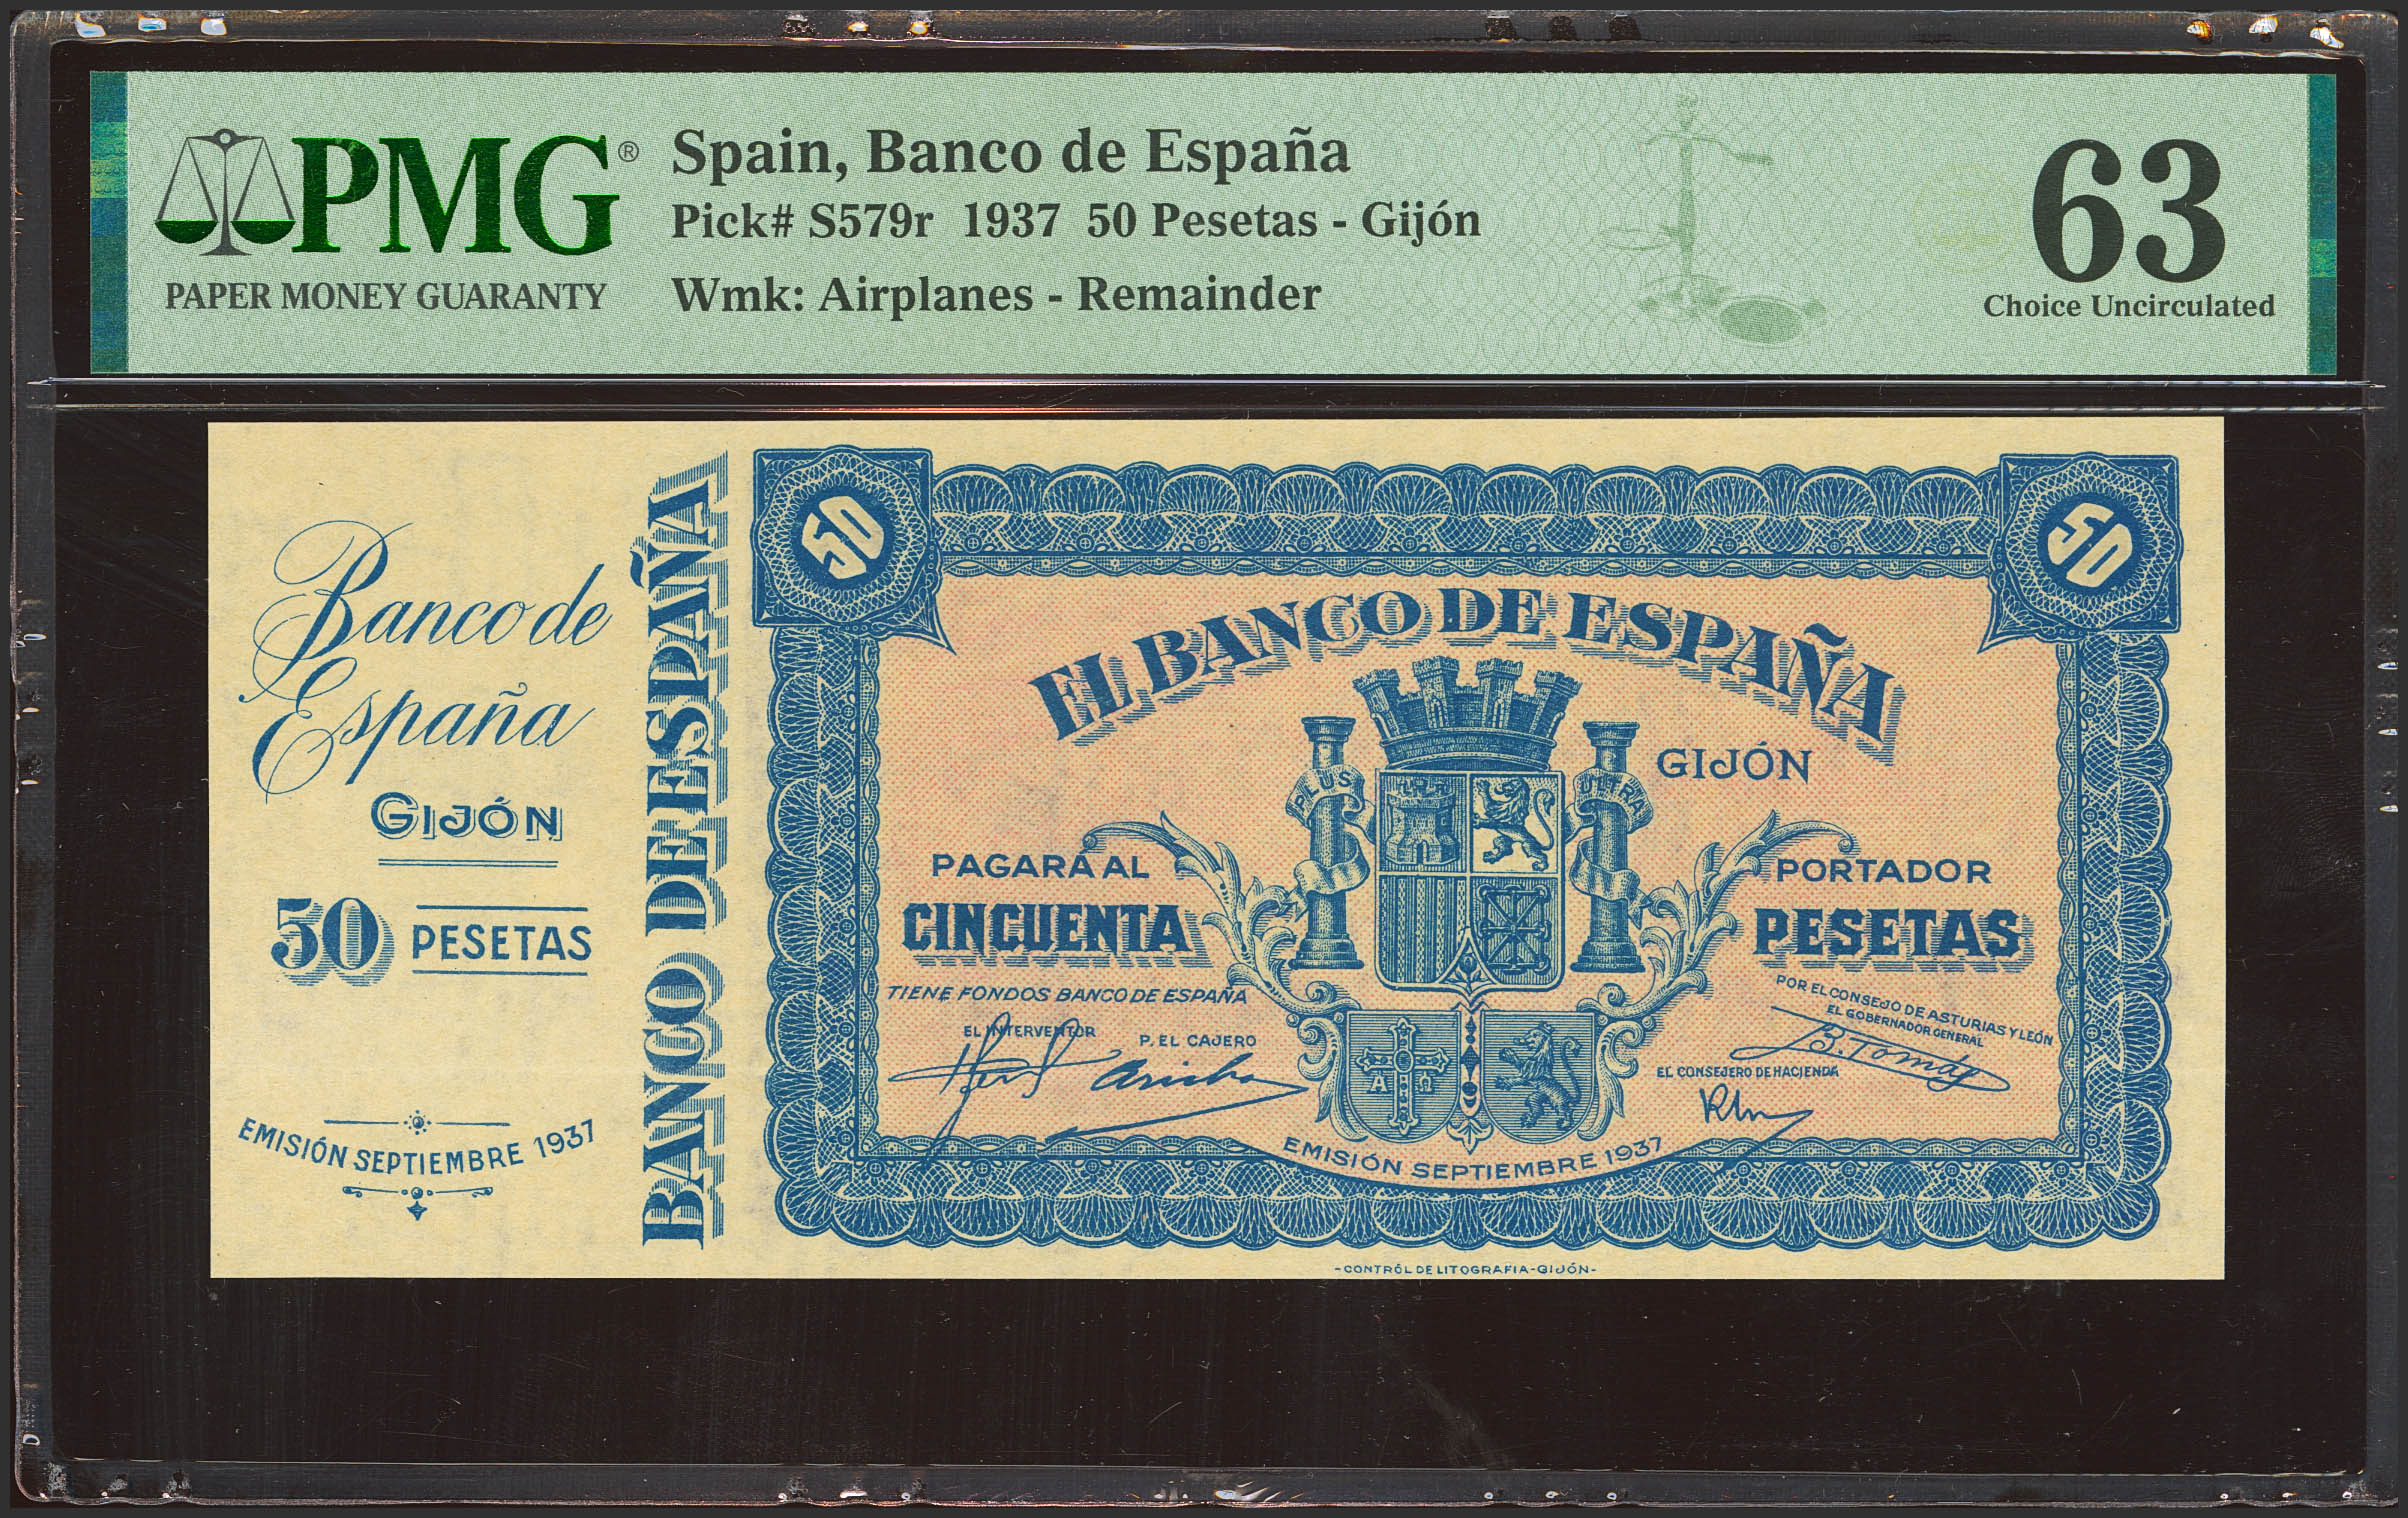 PMG®
PAPER MONEY GUARANTY
Spain, Banco de España
Pick# S579r 1937 50 Pesetas - Gijón
Wmk: Airplanes - Remainder
63
Choice Uncirculated
Banco de
España
GIJÓN
50 PESETAS
EMISIÓN SEPTIEMBRE 1937
BANCO DE ESPAÑA
50
50
EL BANCO DE ESPAÑA
GIJÓN
PLUS ULTRA
PAGARÁ AL PORTADOR
CINCUENTA PESETAS
TIENE FONDOS BANCO DE ESPAÑA
EL INTERVENTOR
P. EL CAJERO
POR EL CONSEJO DE ASTURIAS Y LEÓN
EL GOBERNADOR GENERAL
B. Tomás
EL CONSEJERO DE HACIENDA
A Ω
EMISIÓN SEPTIEMBRE 1937
-CONTRÓL DE LITOGRAFIA-GIJÓN-